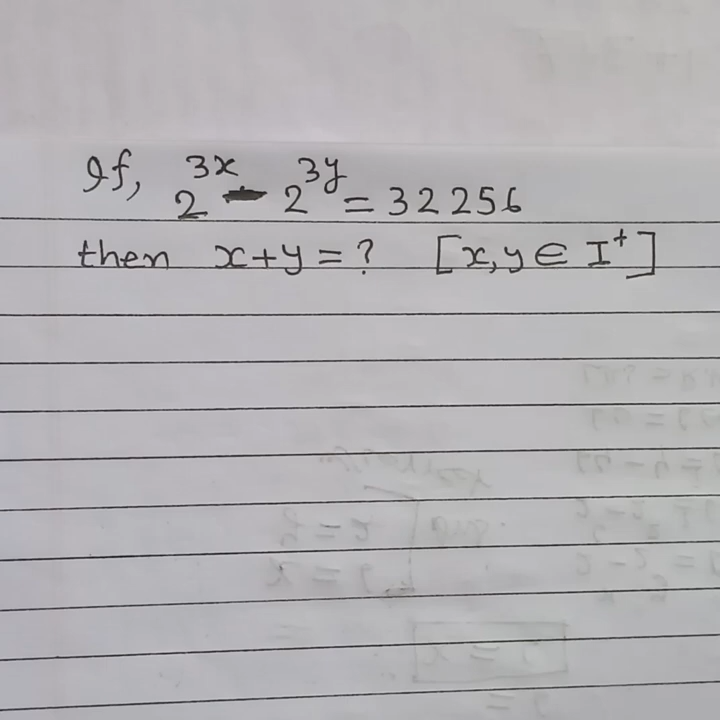 If, 2^{3x} - 2^{3y} = 32256
then x+y = ? [x, y ∈ I^+]